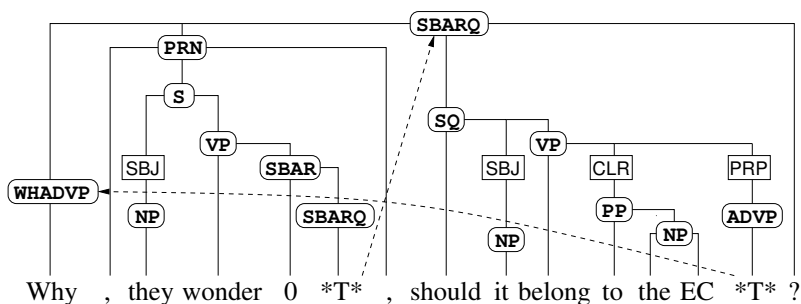 SBARQ
PRN
S
SQ
VP
VP
SBJ
SBAR
SBJ
CLR
PRP
WHADVP
NP
SBARQ
PP
ADVP
NP
NP
Why , they wonder 0 *T* , should it belong to the EC *T* ?